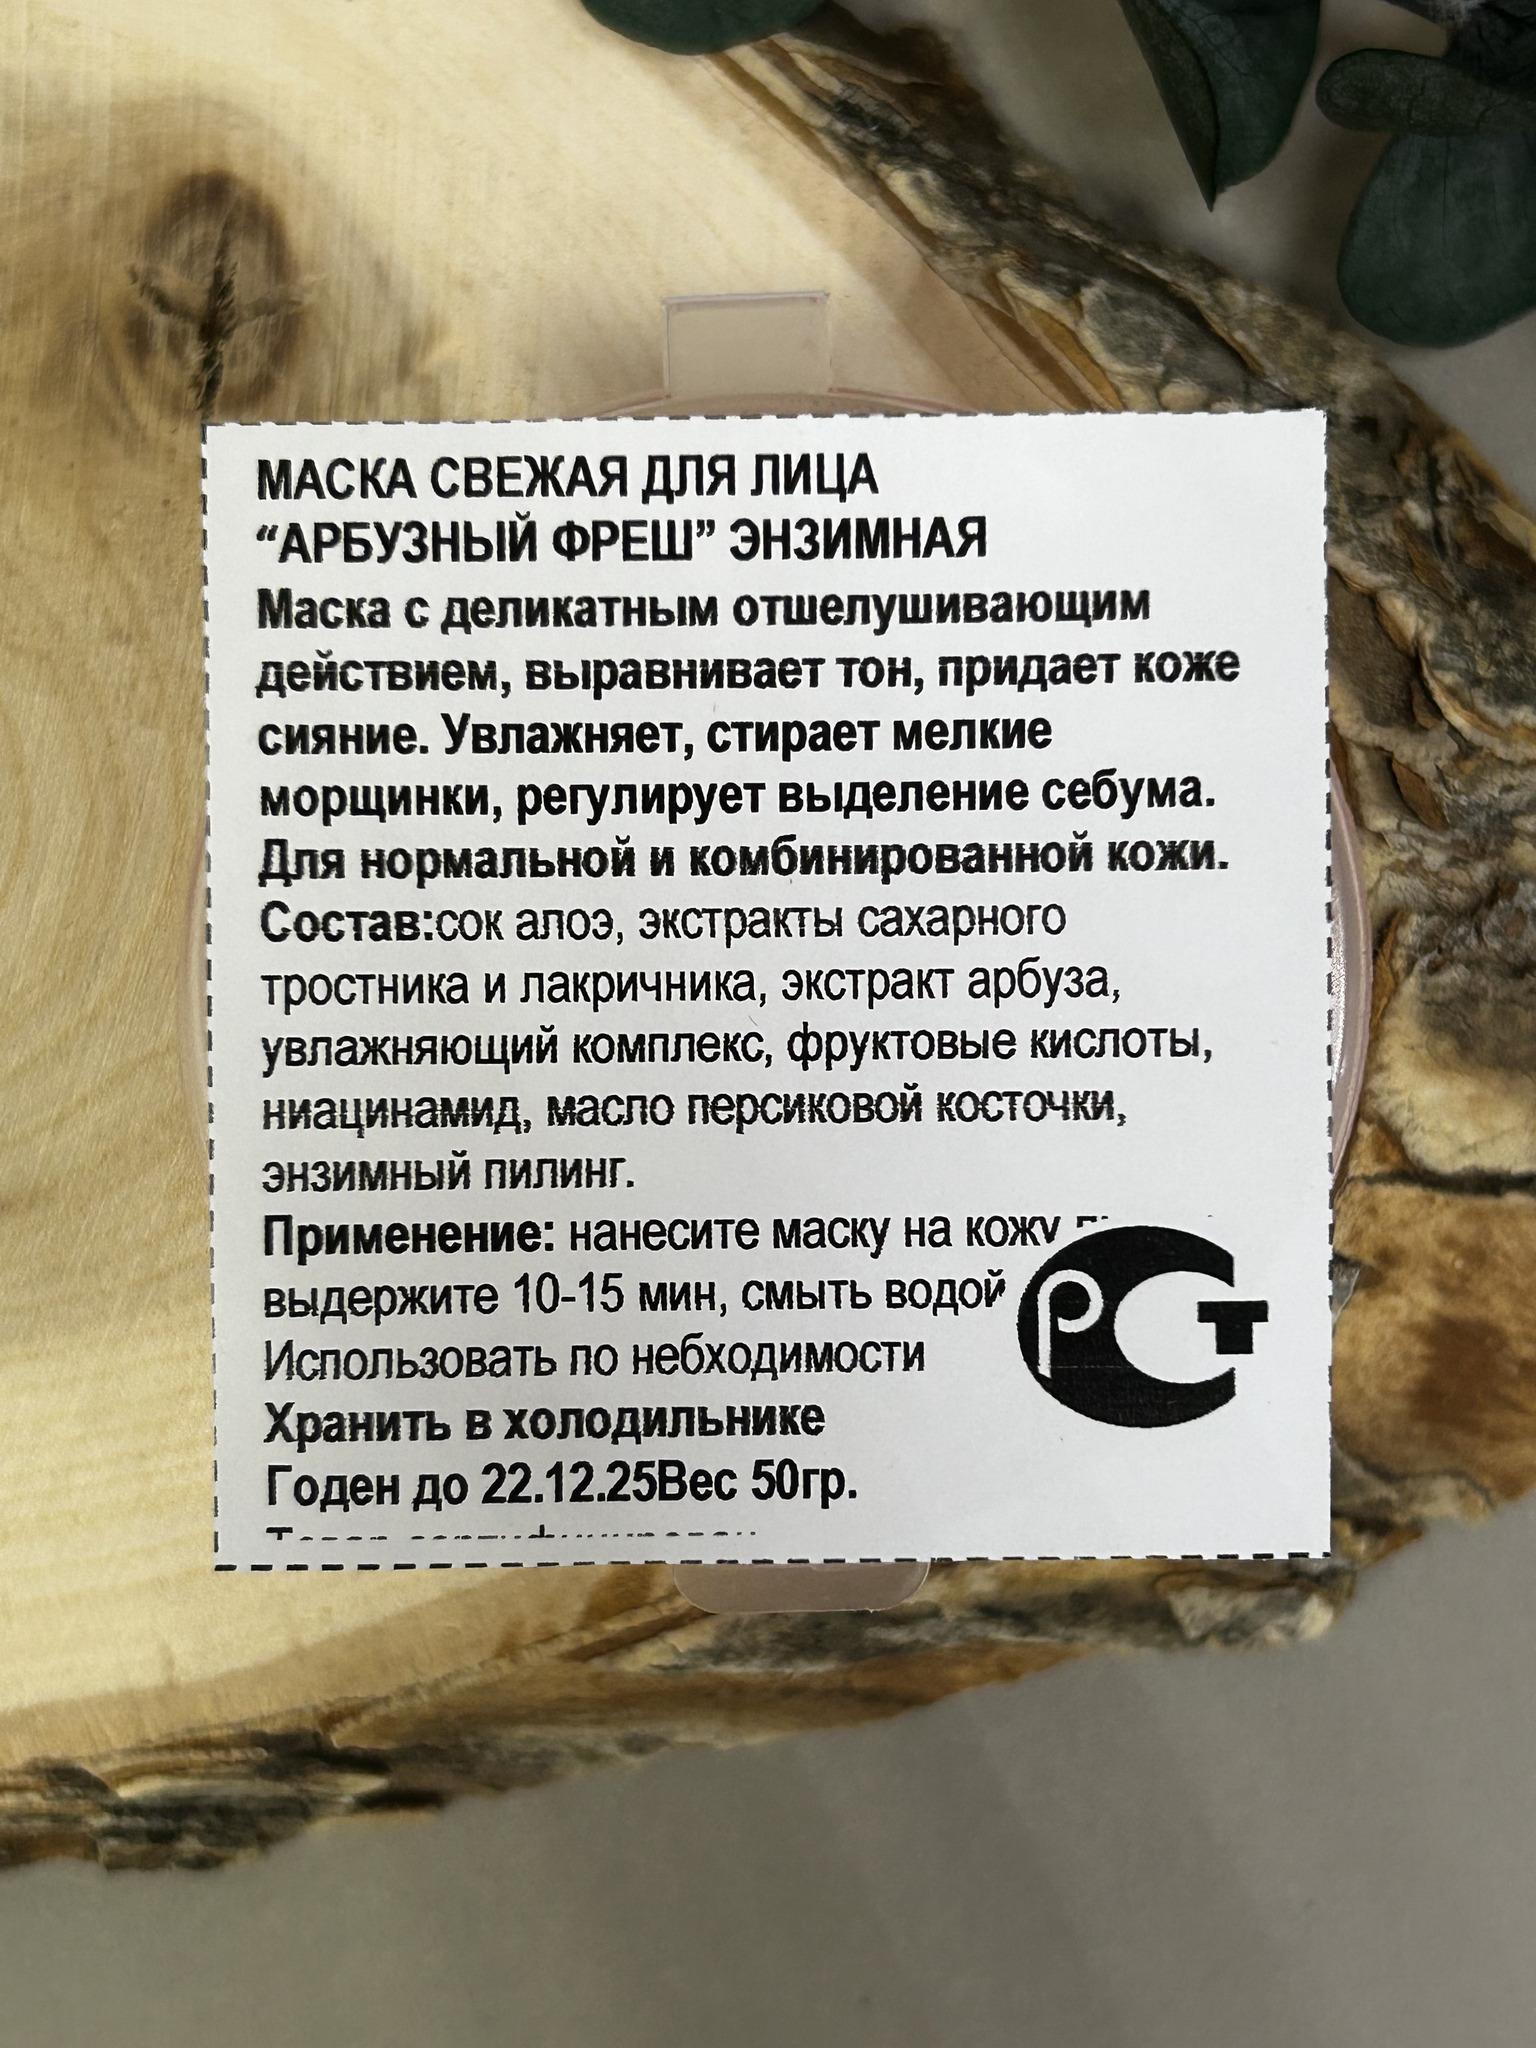 МАСКА СВЕЖАЯ ДЛЯ ЛИЦА
“АРБУЗНЫЙ ФРЕШ” ЭНЗИМНАЯ
Маска с деликатным отшелушивающим
действием, выравнивает тон, придает коже
сияние. Увлажняет, стирает мелкие
морщинки, регулирует выделение себума.
Для нормальной и комбинированной кожи.
Состав:сок алоэ, экстракты сахарного
тростника и лакричника, экстракт арбуза,
увлажняющий комплекс, фруктовые кислоты,
ниацинамид, масло персиковой косточки,
энзимный пилинг.
Применение: нанесите маску на кожу
выдержите 10-15 мин, смыть водой
Использовать по небходимости
Хранить в холодильнике
Годен до 22.12.25Вес 50гр.
РСТ